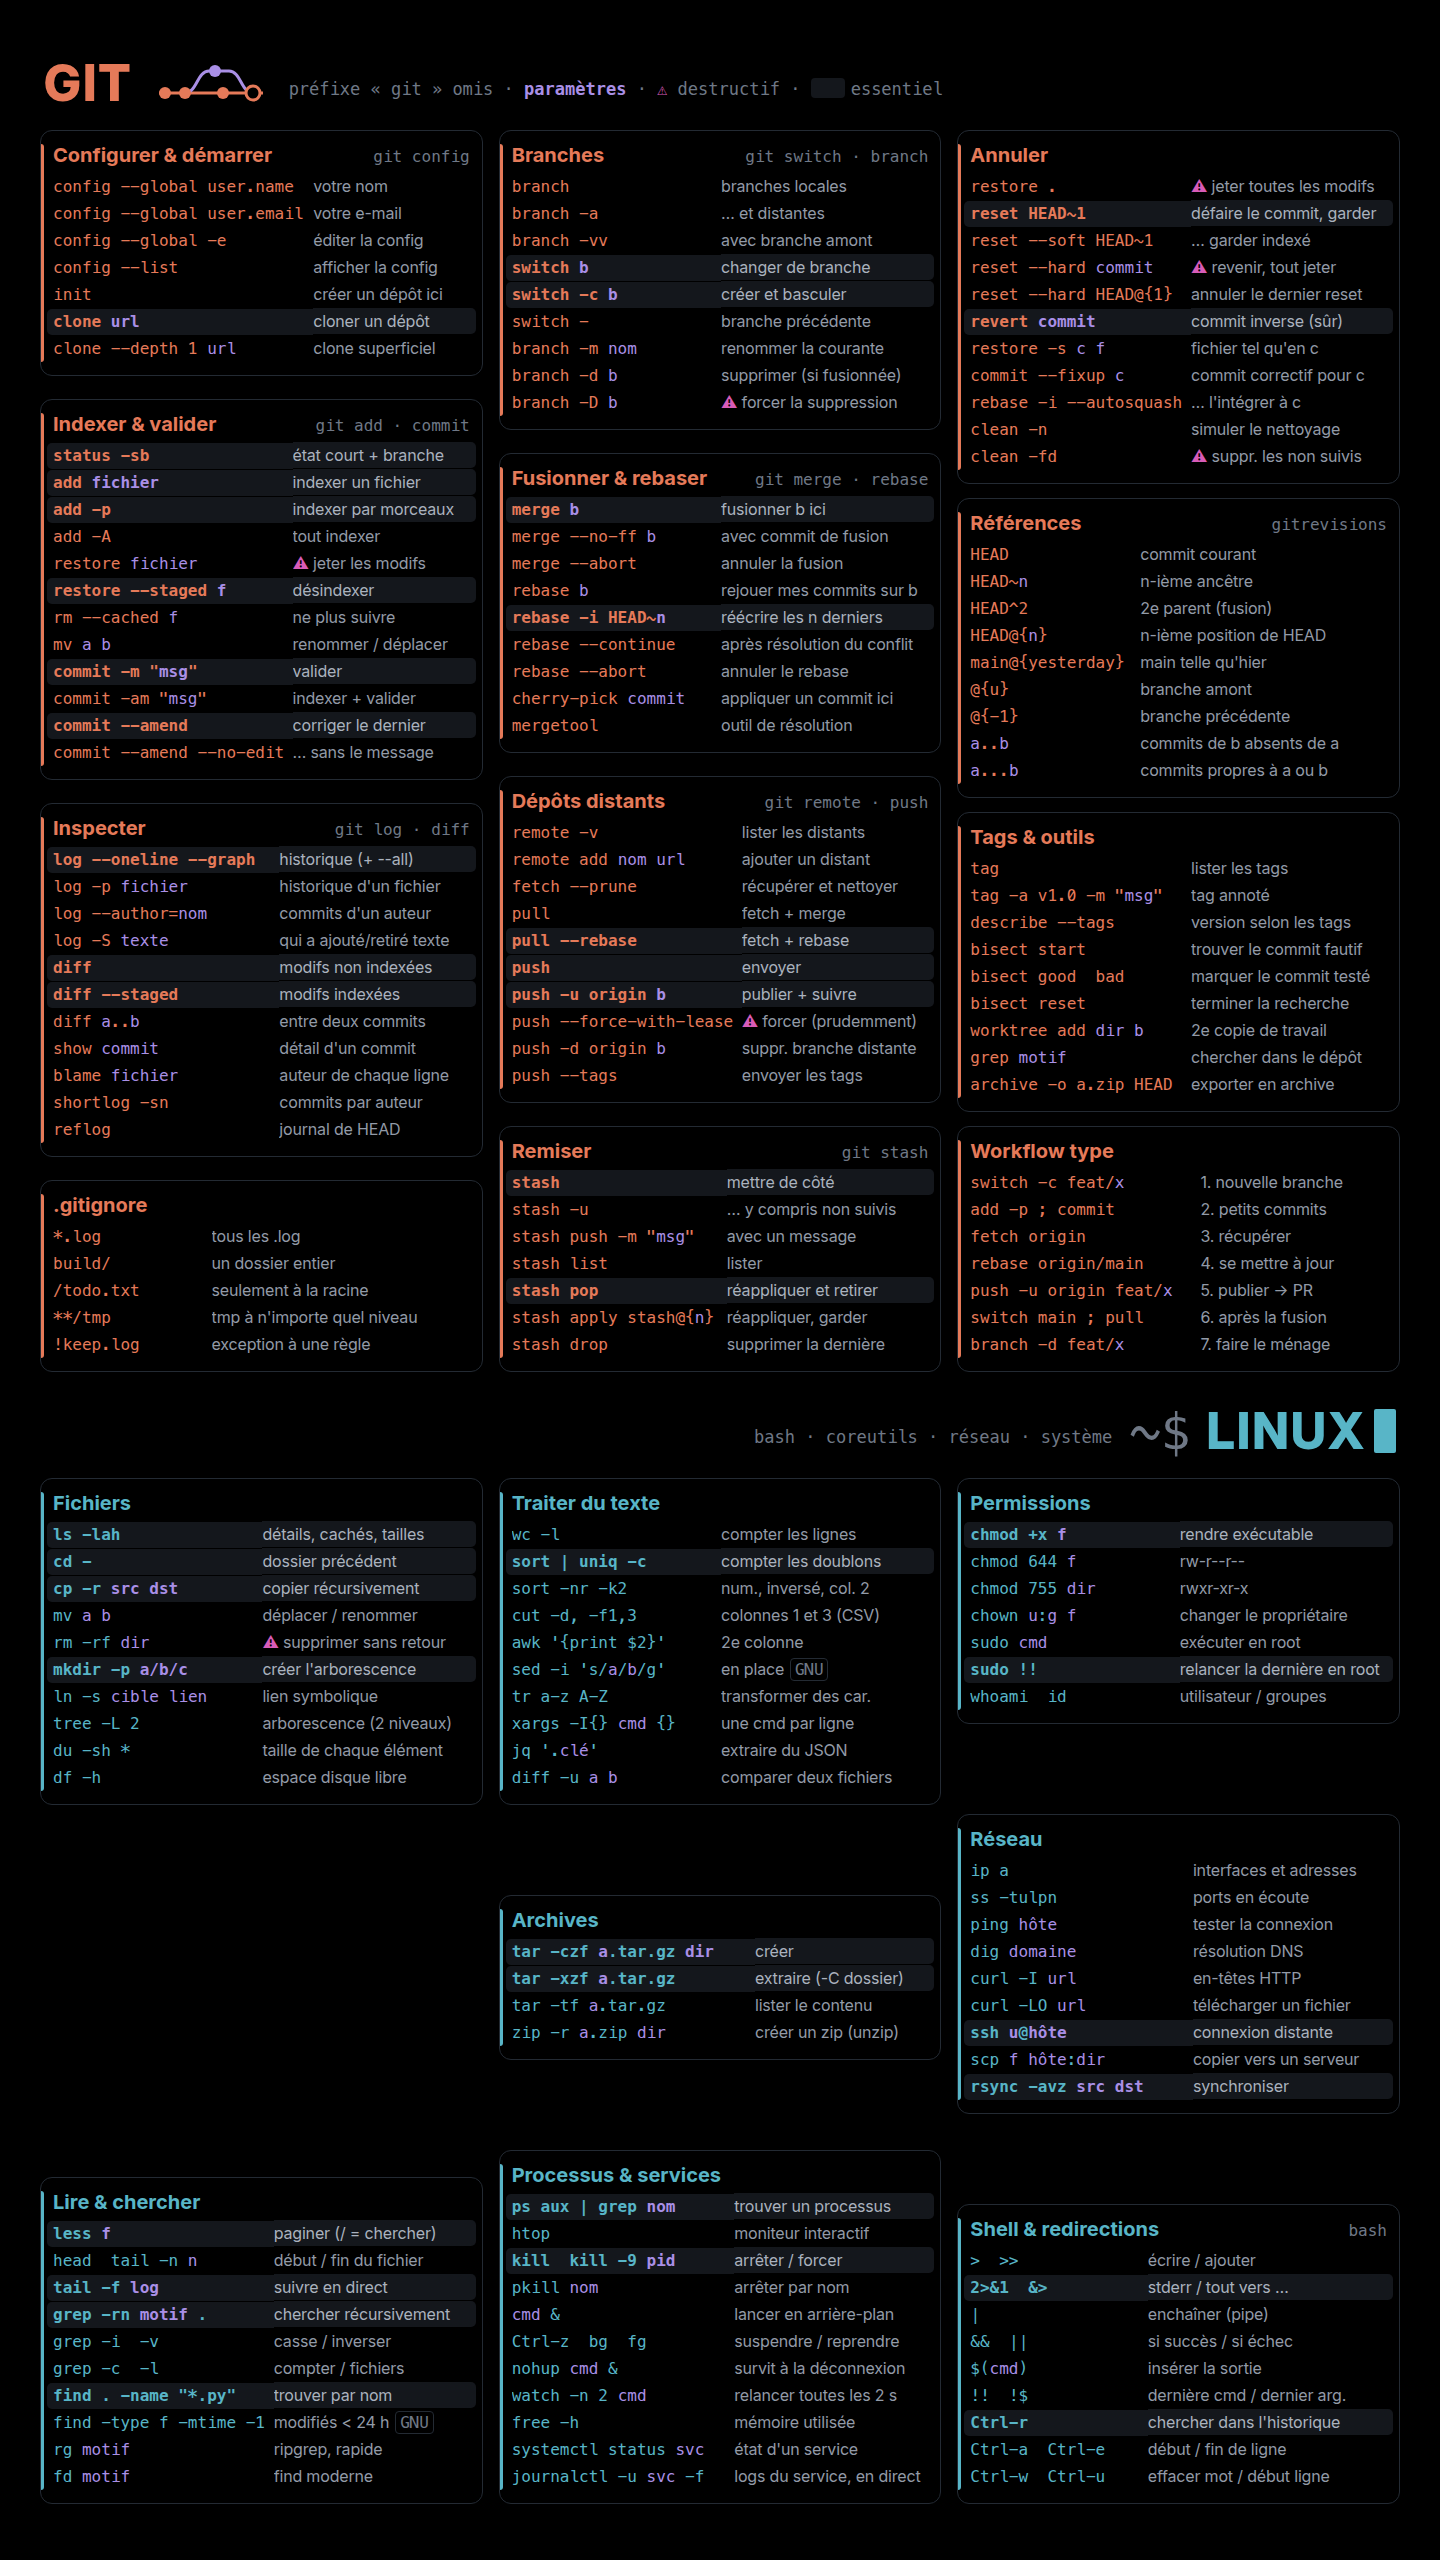 GIT préfixe « git » omis · paramètres · ⚠ destructif · essentiel
Configurer & démarrer git config
config --global user.name votre nom
config --global user.email votre e-mail
config --global -e éditer la config
config --list afficher la config
init créer un dépôt ici
clone url cloner un dépôt
clone --depth 1 url clone superficiel
Indexer & valider git add · commit
status -sb état court + branche
add fichier indexer un fichier
add -p indexer par morceaux
add -A tout indexer
restore fichier ⚠ jeter les modifs
restore --staged f désindexer
rm --cached f ne plus suivre
mv a b renommer / déplacer
commit -m "msg" valider
commit -am "msg" indexer + valider
commit --amend corriger le dernier
commit --amend --no-edit ... sans le message
Inspecter git log · diff
log --oneline --graph historique (+ --all)
log -p fichier historique d'un fichier
log --author=nom commits d'un auteur
log -S texte qui a ajouté/retiré texte
diff modifs non indexées
diff --staged modifs indexées
diff a..b entre deux commits
show commit détail d'un commit
blame fichier auteur de chaque ligne
shortlog -sn commits par auteur
reflog journal de HEAD
.gitignore
*.log tous les .log
build/ un dossier entier
/todo.txt seulement à la racine
**/tmp tmp à n'importe quel niveau
!keep.log exception à une règle
Branches git switch · branch
branch branches locales
branch -a ... et distantes
branch -vv avec branche amont
switch b changer de branche
switch -c b créer et basculer
switch - branche précédente
branch -m nom renommer la courante
branch -d b supprimer (si fusionnée)
branch -D b ⚠ forcer la suppression
Fusionner & rebaser git merge · rebase
merge b fusionner b ici
merge --no-ff b avec commit de fusion
merge --abort annuler la fusion
rebase b rejouer mes commits sur b
rebase -i HEAD~n réécrire les n derniers
rebase --continue après résolution du conflit
rebase --abort annuler le rebase
cherry-pick commit appliquer un commit ici
mergetool outil de résolution
Dépôts distants git remote · push
remote -v lister les distants
remote add nom url ajouter un distant
fetch --prune récupérer et nettoyer
pull fetch + merge
pull --rebase fetch + rebase
push envoyer
push -u origin b publier + suivre
push --force-with-lease ⚠ forcer (prudemment)
push -d origin b suppr. branche distante
push --tags envoyer les tags
Remiser git stash
stash mettre de côté
stash -u ... y compris non suivis
stash push -m "msg" avec un message
stash list lister
stash pop réappliquer et retirer
stash apply stash@{n} réappliquer, garder
stash drop supprimer la dernière
Annuler
restore . ⚠ jeter toutes les modifs
reset HEAD~1 défaire le commit, garder
reset --soft HEAD~1 ... garder indexé
reset --hard commit ⚠ revenir, tout jeter
reset --hard HEAD@{1} annuler le dernier reset
revert commit commit inverse (sûr)
restore -s c f fichier tel qu'en c
commit --fixup c commit correctif pour c
rebase -i --autosquash ... l'intégrer à c
clean -n simuler le nettoyage
clean -fd ⚠ suppr. les non suivis
Références gitrevisions
HEAD commit courant
HEAD~n n-ième ancêtre
HEAD^2 2e parent (fusion)
HEAD@{n} n-ième position de HEAD
main@{yesterday} main telle qu'hier
@{u} branche amont
@{-1} branche précédente
a..b commits de b absents de a
a...b commits propres à a ou b
Tags & outils
tag lister les tags
tag -a v1.0 -m "msg" tag annoté
describe --tags version selon les tags
bisect start trouver le commit fautif
bisect good bad marquer le commit testé
bisect reset terminer la recherche
worktree add dir b 2e copie de travail
grep motif chercher dans le dépôt
archive -o a.zip HEAD exporter en archive
Workflow type
switch -c feat/x 1. nouvelle branche
add -p ; commit 2. petits commits
fetch origin 3. récupérer
rebase origin/main 4. se mettre à jour
push -u origin feat/x 5. publier → PR
switch main ; pull 6. après la fusion
branch -d feat/x 7. faire le ménage
bash · coreutils · réseau · système ~$ LINUX
Fichiers
ls -lah détails, cachés, tailles
cd - dossier précédent
cp -r src dst copier récursivement
mv a b déplacer / renommer
rm -rf dir ⚠ supprimer sans retour
mkdir -p a/b/c créer l'arborescence
ln -s cible lien lien symbolique
tree -L 2 arborescence (2 niveaux)
du -sh * taille de chaque élément
df -h espace disque libre
Lire & chercher
less f paginer (/ = chercher)
head tail -n n début / fin du fichier
tail -f log suivre en direct
grep -rn motif . chercher récursivement
grep -i -v casse / inverser
grep -c -l compter / fichiers
find . -name "*.py" trouver par nom
find -type f -mtime -1 modifiés < 24 h GNU
rg motif ripgrep, rapide
fd motif find moderne
Traiter du texte
wc -l compter les lignes
sort | uniq -c compter les doublons
sort -nr -k2 num., inversé, col. 2
cut -d, -f1,3 colonnes 1 et 3 (CSV)
awk '{print $2}' 2e colonne
sed -i 's/a/b/g' en place GNU
tr a-z A-Z transformer des car.
xargs -I{} cmd {} une cmd par ligne
jq '.clé' extraire du JSON
diff -u a b comparer deux fichiers
Archives
tar -czf a.tar.gz dir créer
tar -xzf a.tar.gz extraire (-C dossier)
tar -tf a.tar.gz lister le contenu
zip -r a.zip dir créer un zip (unzip)
Processus & services
ps aux | grep nom trouver un processus
htop moniteur interactif
kill kill -9 pid arrêter / forcer
pkill nom arrêter par nom
cmd & lancer en arrière-plan
Ctrl-z bg fg suspendre / reprendre
nohup cmd & survit à la déconnexion
watch -n 2 cmd relancer toutes les 2 s
free -h mémoire utilisée
systemctl status svc état d'un service
journalctl -u svc -f logs du service, en direct
Permissions
chmod +x f rendre exécutable
chmod 644 f rw-r--r--
chmod 755 dir rwxr-xr-x
chown u:g f changer le propriétaire
sudo cmd exécuter en root
sudo !! relancer la dernière en root
whoami id utilisateur / groupes
Réseau
ip a interfaces et adresses
ss -tulpn ports en écoute
ping hôte tester la connexion
dig domaine résolution DNS
curl -I url en-têtes HTTP
curl -LO url télécharger un fichier
ssh u@hôte connexion distante
scp f hôte:dir copier vers un serveur
rsync -avz src dst synchroniser
Shell & redirections bash
> >> écrire / ajouter
2>&1 &> stderr / tout vers ...
| enchaîner (pipe)
&& || si succès / si échec
$(cmd) insérer la sortie
!! !$ dernière cmd / dernier arg.
Ctrl-r chercher dans l'historique
Ctrl-a Ctrl-e début / fin de ligne
Ctrl-w Ctrl-u effacer mot / début ligne